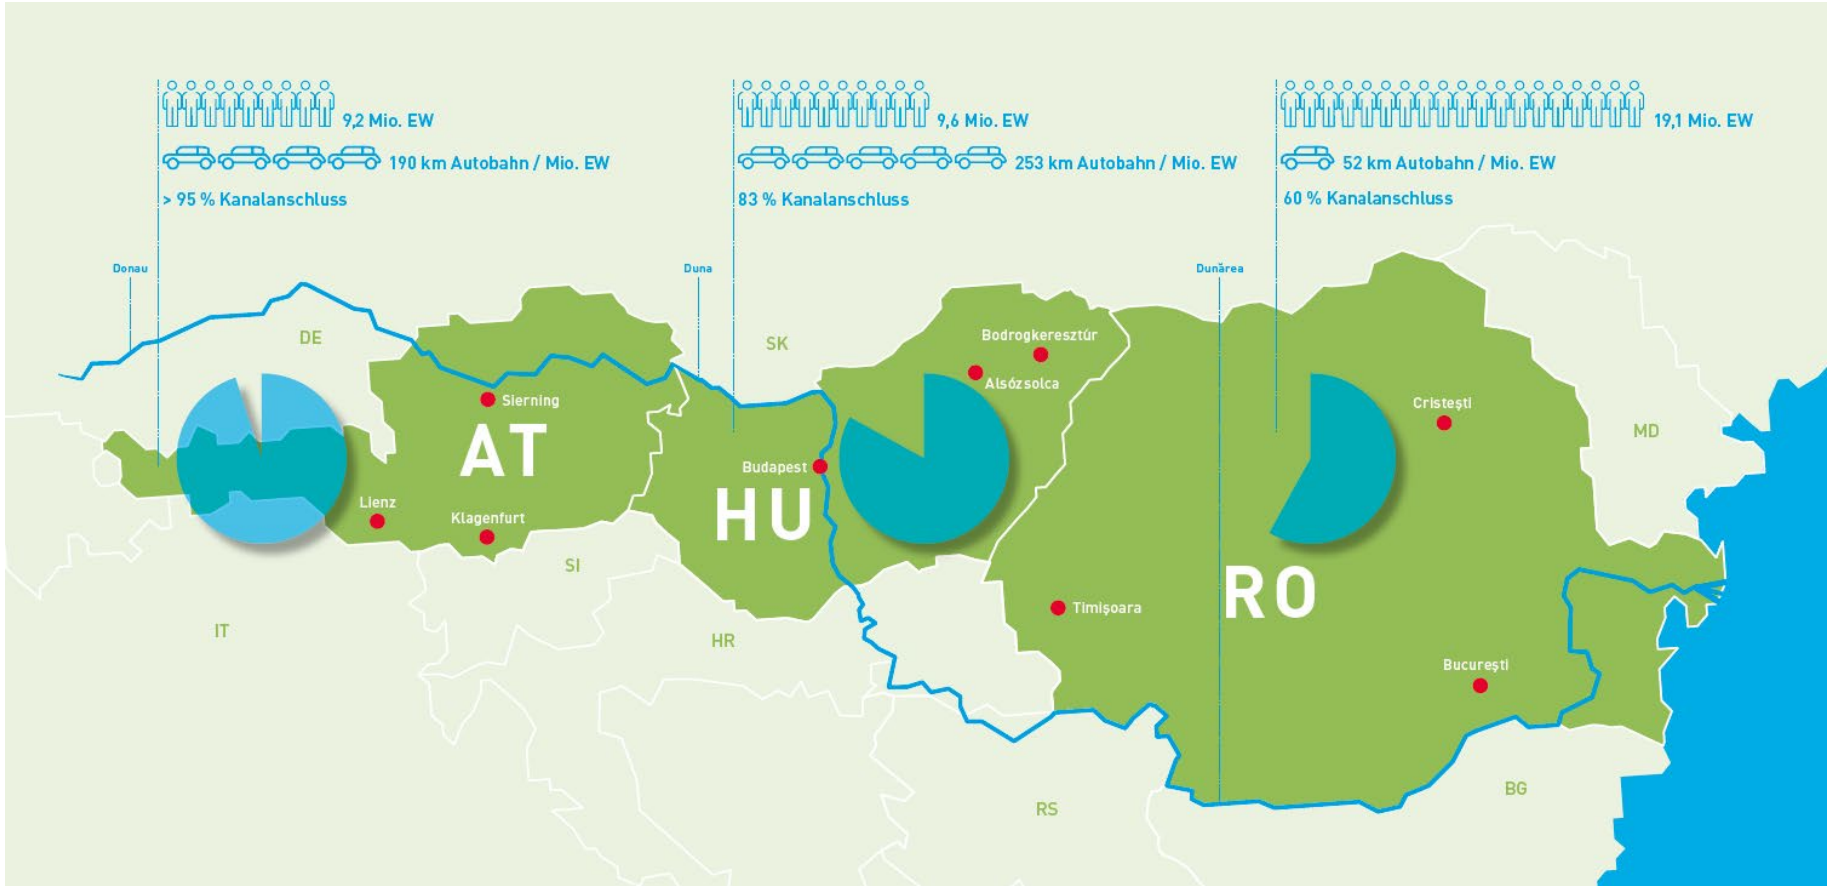 9,2 Mio. EW
190 km Autobahn / Mio. EW
> 95 % Kanalanschluss
9,6 Mio. EW
253 km Autobahn / Mio. EW
83 % Kanalanschluss
19,1 Mio. EW
52 km Autobahn / Mio. EW
60 % Kanalanschluss
Donau
Duna
Dunărea
DE
SK
Bodrogkeresztúr
Alsózsolca
Sierning
Cristești
AT
MD
Budapest
HU
Lienz
Klagenfurt
SI
RO
Timișoara
IT
HR
București
BG
RS